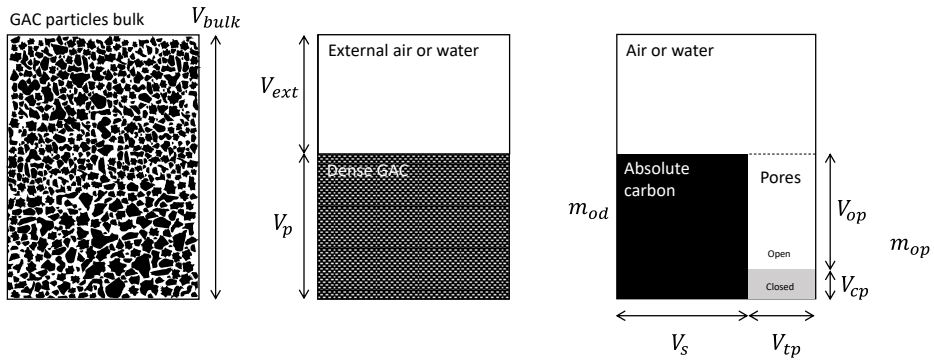 GAC particles bulk
V_bulk
External air or water
V_ext
Dense GAC
V_p
Air or water
Absolute
carbon
Pores
m_od
V_op
m_op
Open
Closed
V_cp
V_s
V_tp